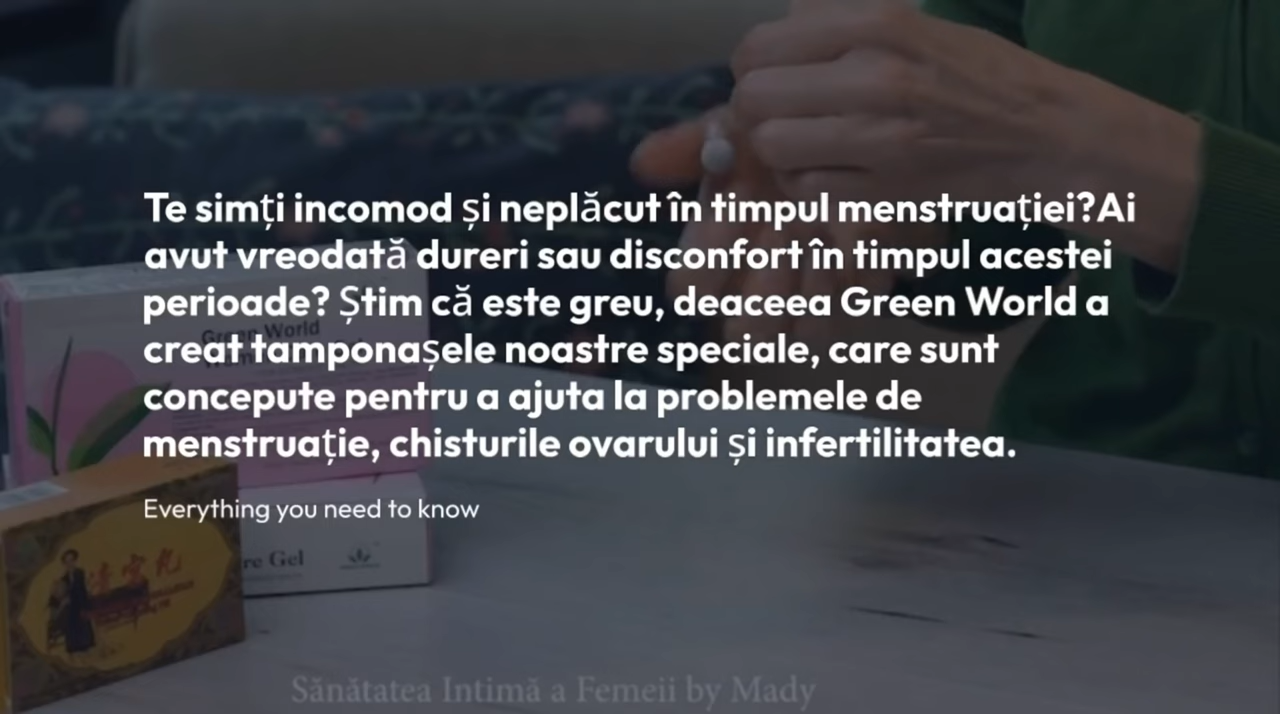 Te simți incomod și neplăcut în timpul menstruației?Ai
avut vreodată dureri sau disconfort în timpul acestei
perioade? Știm că este greu, deaceea Green World a
creat tamponașele noastre speciale, care sunt
concepute pentru a ajuta la problemele de
menstruație, chisturile ovarului și infertilitatea.
Everything you need to know
Green World
re Gel
Sănătatea Intimă a Femeii by Mady